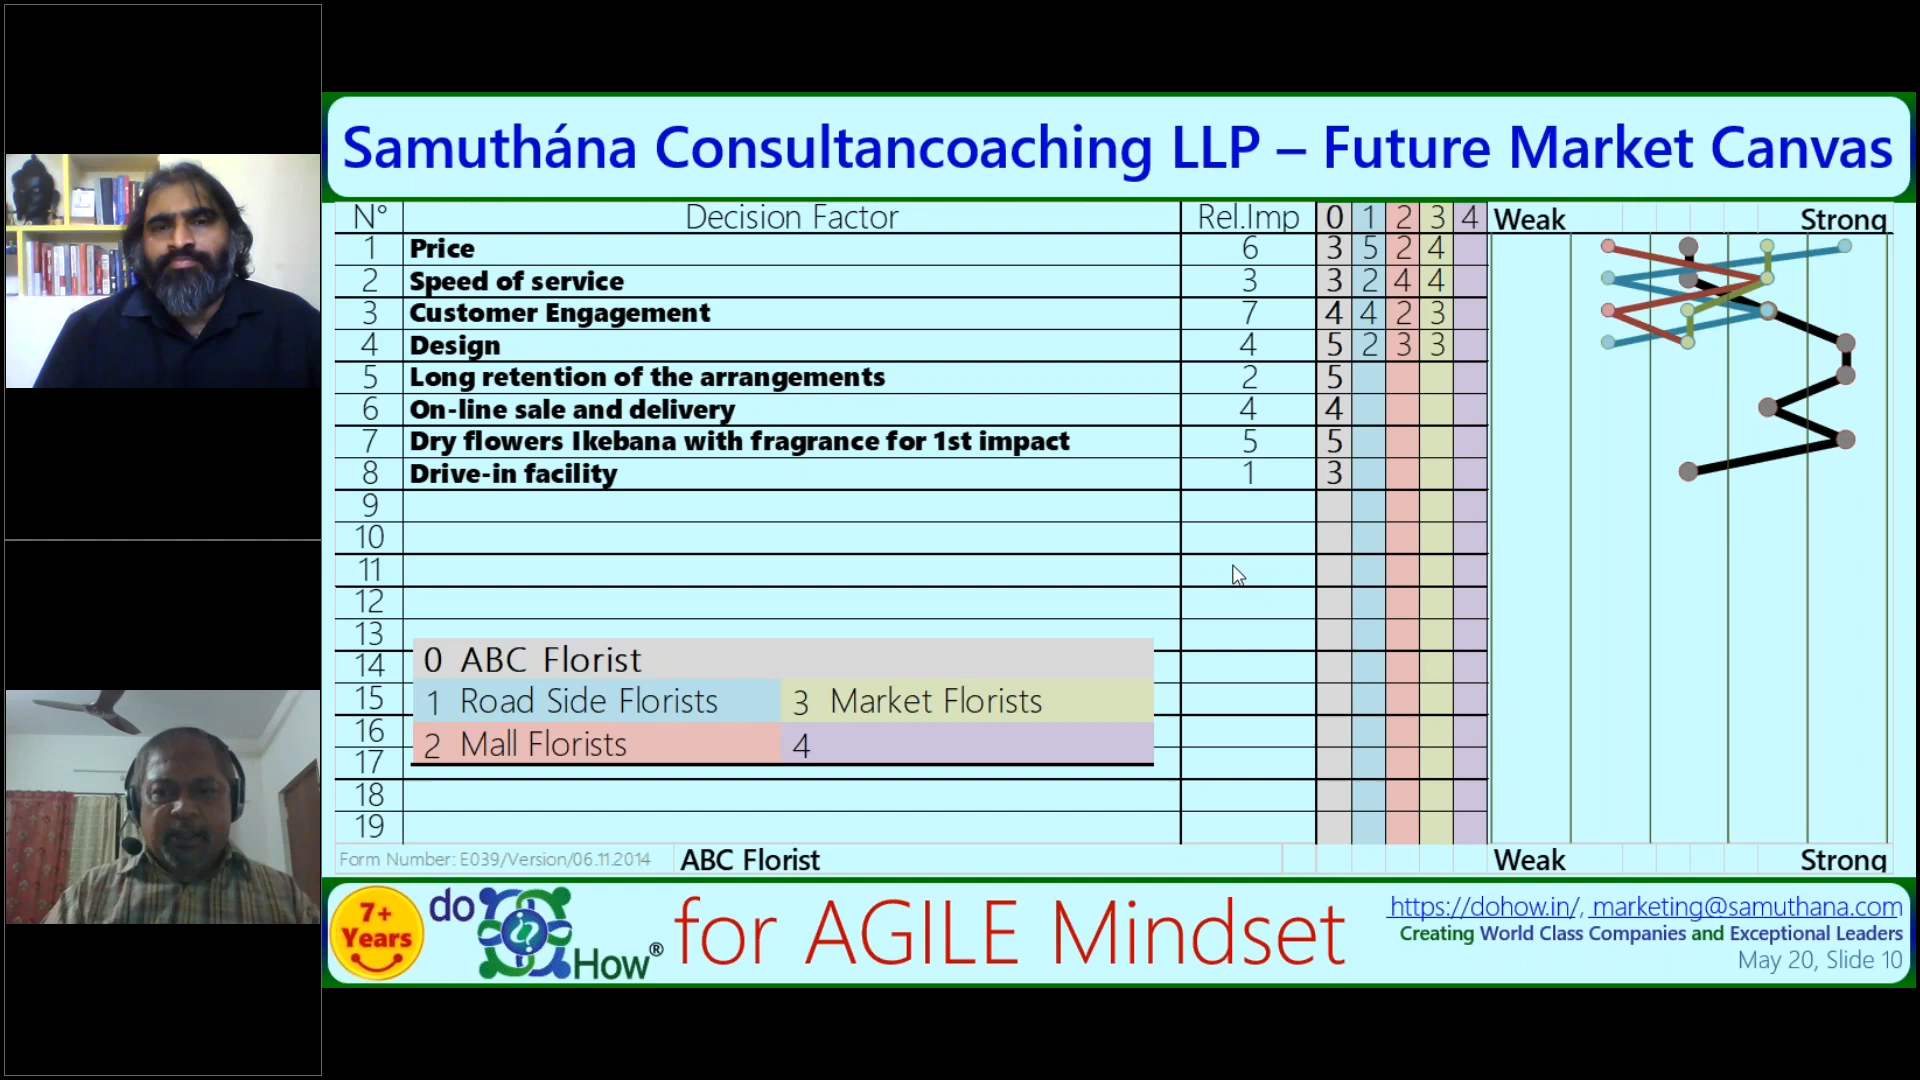 Samuthána Consultancoaching LLP – Future Market Canvas
N° Decision Factor Rel.Imp 0 1 2 3 4 Weak Strong
1 Price 6 3 5 2 4
2 Speed of service 3 3 2 4 4
3 Customer Engagement 7 4 4 2 3
4 Design 4 5 2 3 3
5 Long retention of the arrangements 2 5
6 On-line sale and delivery 4 4
7 Dry flowers Ikebana with fragrance for 1st impact 5 5
8 Drive-in facility 1 3
9
10
11
12
13
14
15
16
17
18
19
0 ABC Florist
1 Road Side Florists 3 Market Florists
2 Mall Florists 4
Form Number: E039/Version/06.11.2014 ABC Florist Weak Strong
7+
Years
do
How®
for AGILE Mindset
https://dohow.in/, marketing@samuthana.com
Creating World Class Companies and Exceptional Leaders
May 20, Slide 10